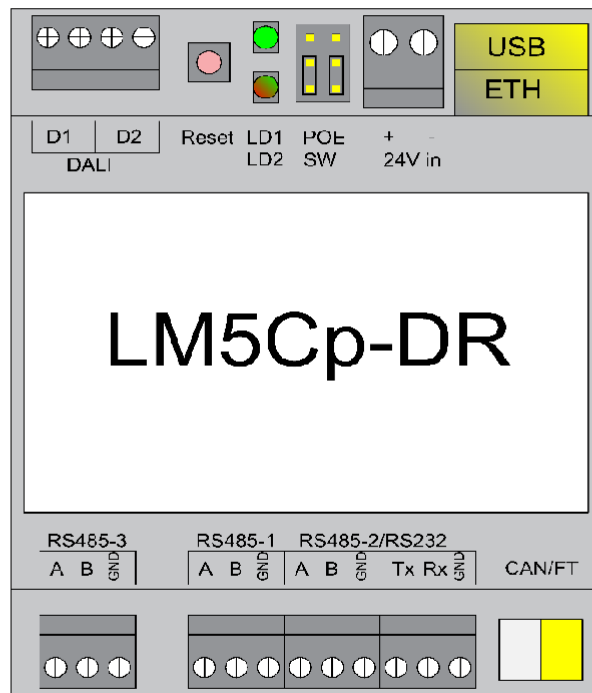 USB
ETH
D1 D2 Reset LD1 POE + -
DALI LD2 SW 24V in
LM5Cp-DR
RS485-3 RS485-1 RS485-2/RS232
A B GND A B GND A B GND Tx Rx GND CAN/FT